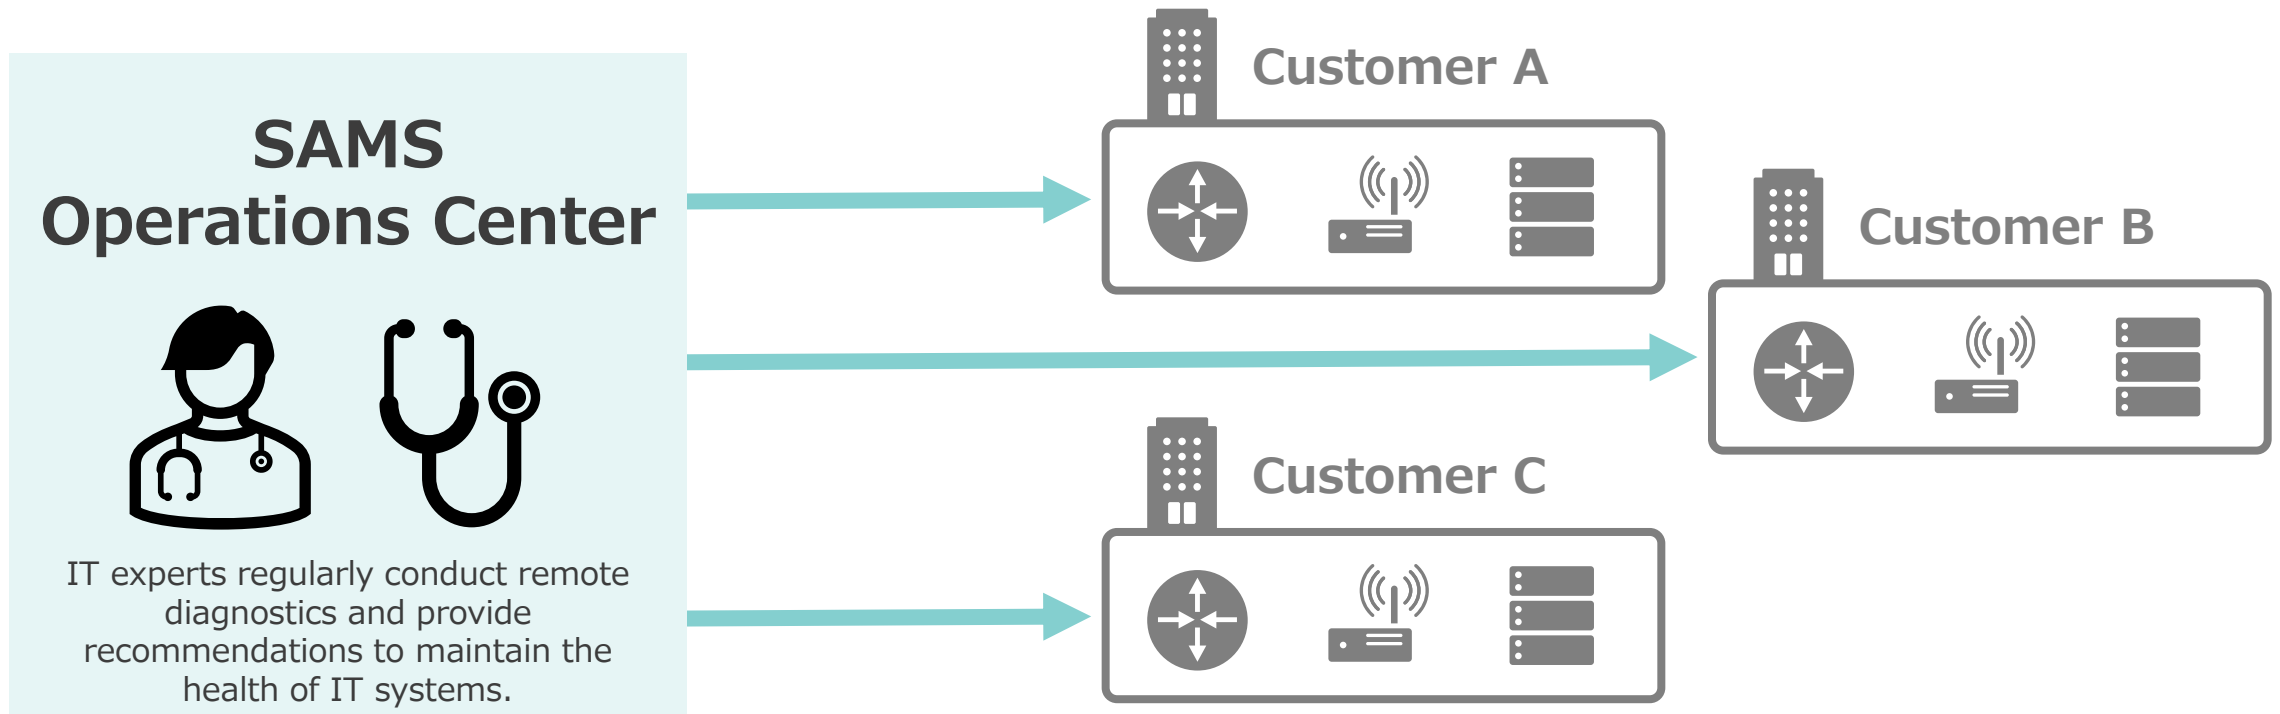 SAMS
Operations Center
IT experts regularly conduct remote
diagnostics and provide
recommendations to maintain the
health of IT systems.
Customer A
Customer B
Customer C